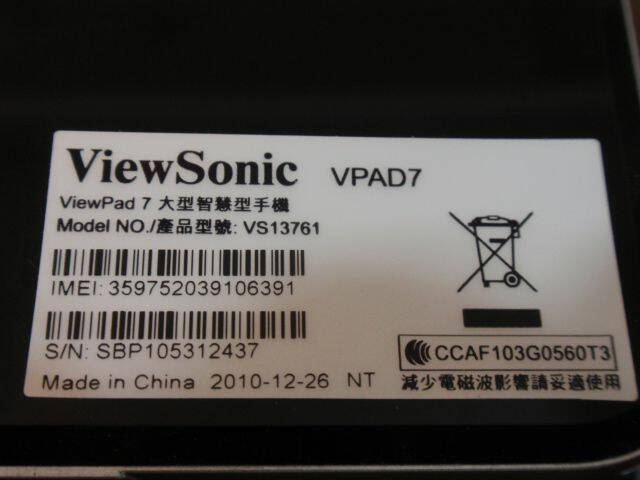 ViewSonic VPAD7
ViewPad 7 大型智慧型手機
Model NO./產品型號: VS13761
IMEI: 359752039106391
S/N: SBP105312437
CCAF103G0560T3
Made in China 2010-12-26 NT
減少電磁波影響請妥適使用